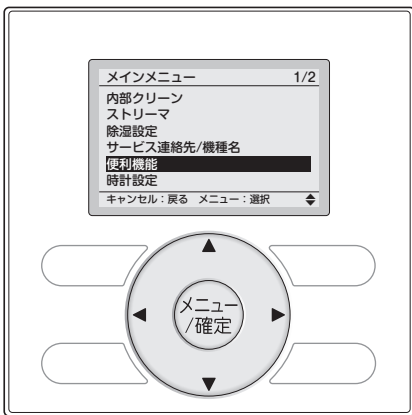 メインメニュー 1/2
内部クリーン
ストリーマ
除湿設定
サービス連絡先/機種名
便利機能
時計設定
キャンセル：戻る メニュー：選択
メニュー
/確定